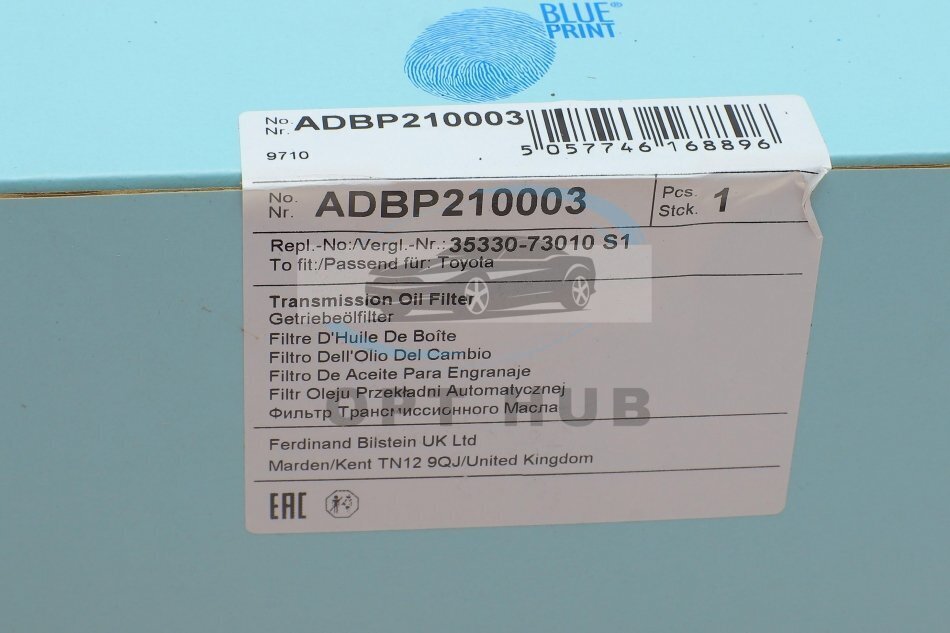 BLUE
PRINT
No.
Nr. ADBP210003
5 057746 168896
9710
No.
Nr. ADBP210003
Pcs.
Stck. 1
Repl.-No:/Vergl.-Nr.: 35330-73010 S1
To fit:/Passend für: Toyota
Transmission Oil Filter
Getriebeölfilter
Filtre D'Huile De Boîte
Filtro Dell'Olio Del Cambio
Filtro De Aceite Para Engranaje
Filtr Oleju Przekładni Automatycznej
Фильтр Трансмиссионного Масла
OPT HUB
Ferdinand Bilstein UK Ltd
Marden/Kent TN12 9QJ/United Kingdom
EAC